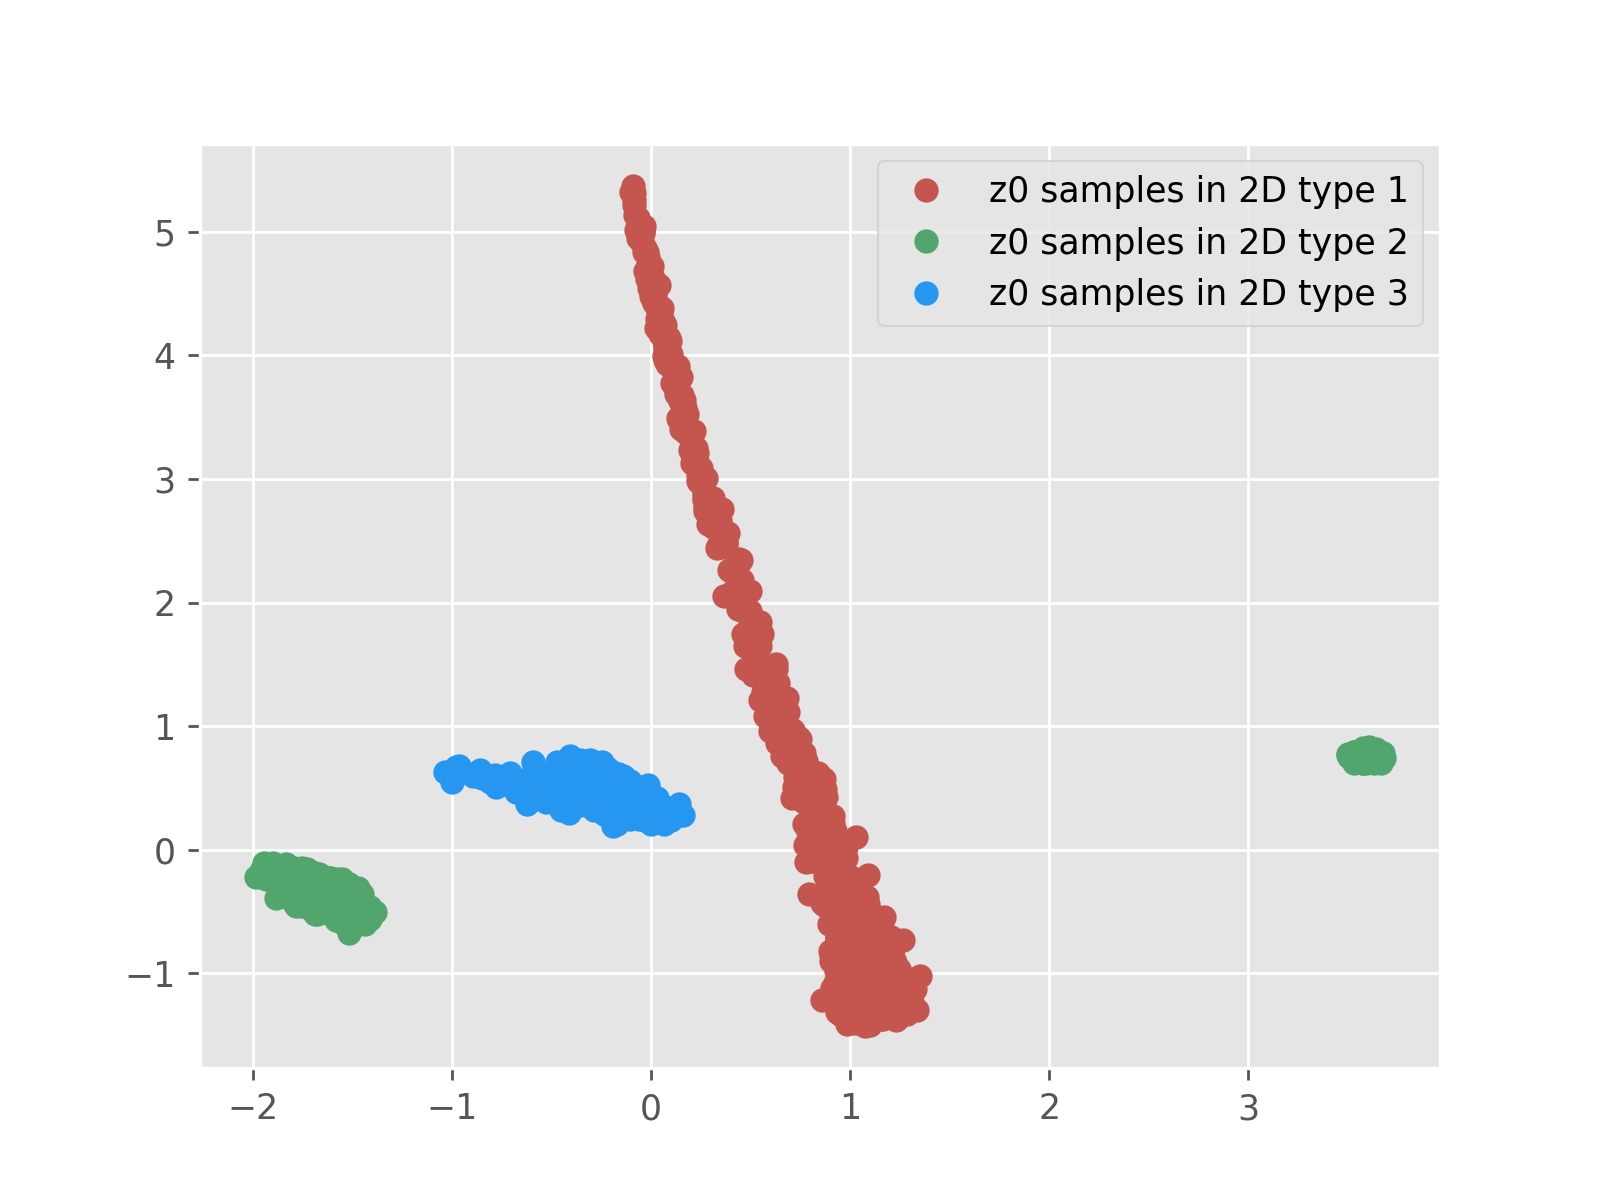 z0 samples in 2D type 1
z0 samples in 2D type 2
z0 samples in 2D type 3
5
4
3
2
1
0
−1
−2 −1 0 1 2 3